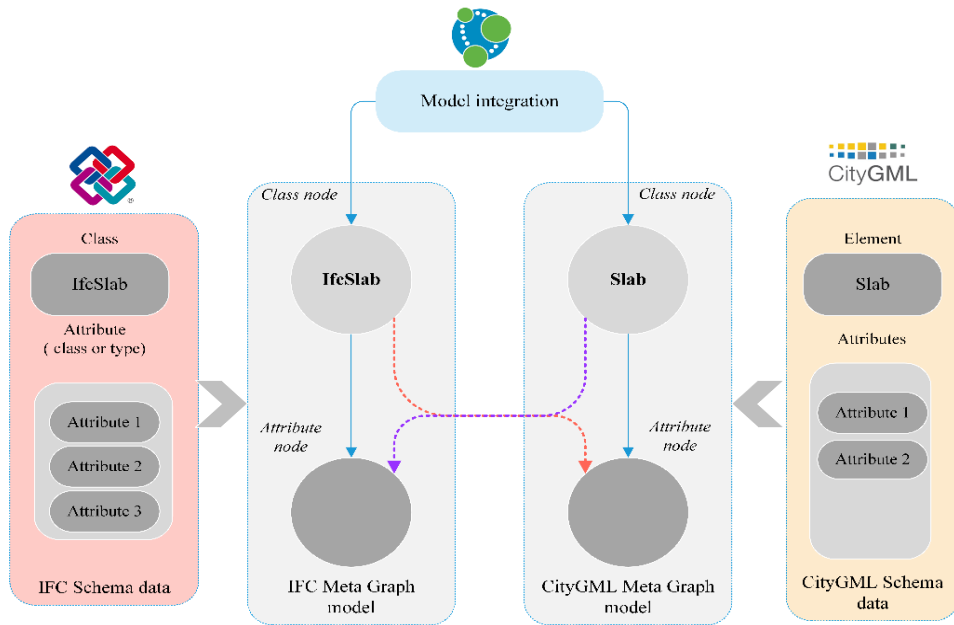 Model integration
®
CityGML
Class node
Class node
Class
IfcSlab
Attribute
( class or type)
Attribute 1
Attribute 2
Attribute 3
IFC Schema data
IfcSlab
Attribute
node
IFC Meta Graph
model
Slab
Attribute
node
CityGML Meta Graph
model
Element
Slab
Attributes
Attribute 1
Attribute 2
CityGML Schema
data